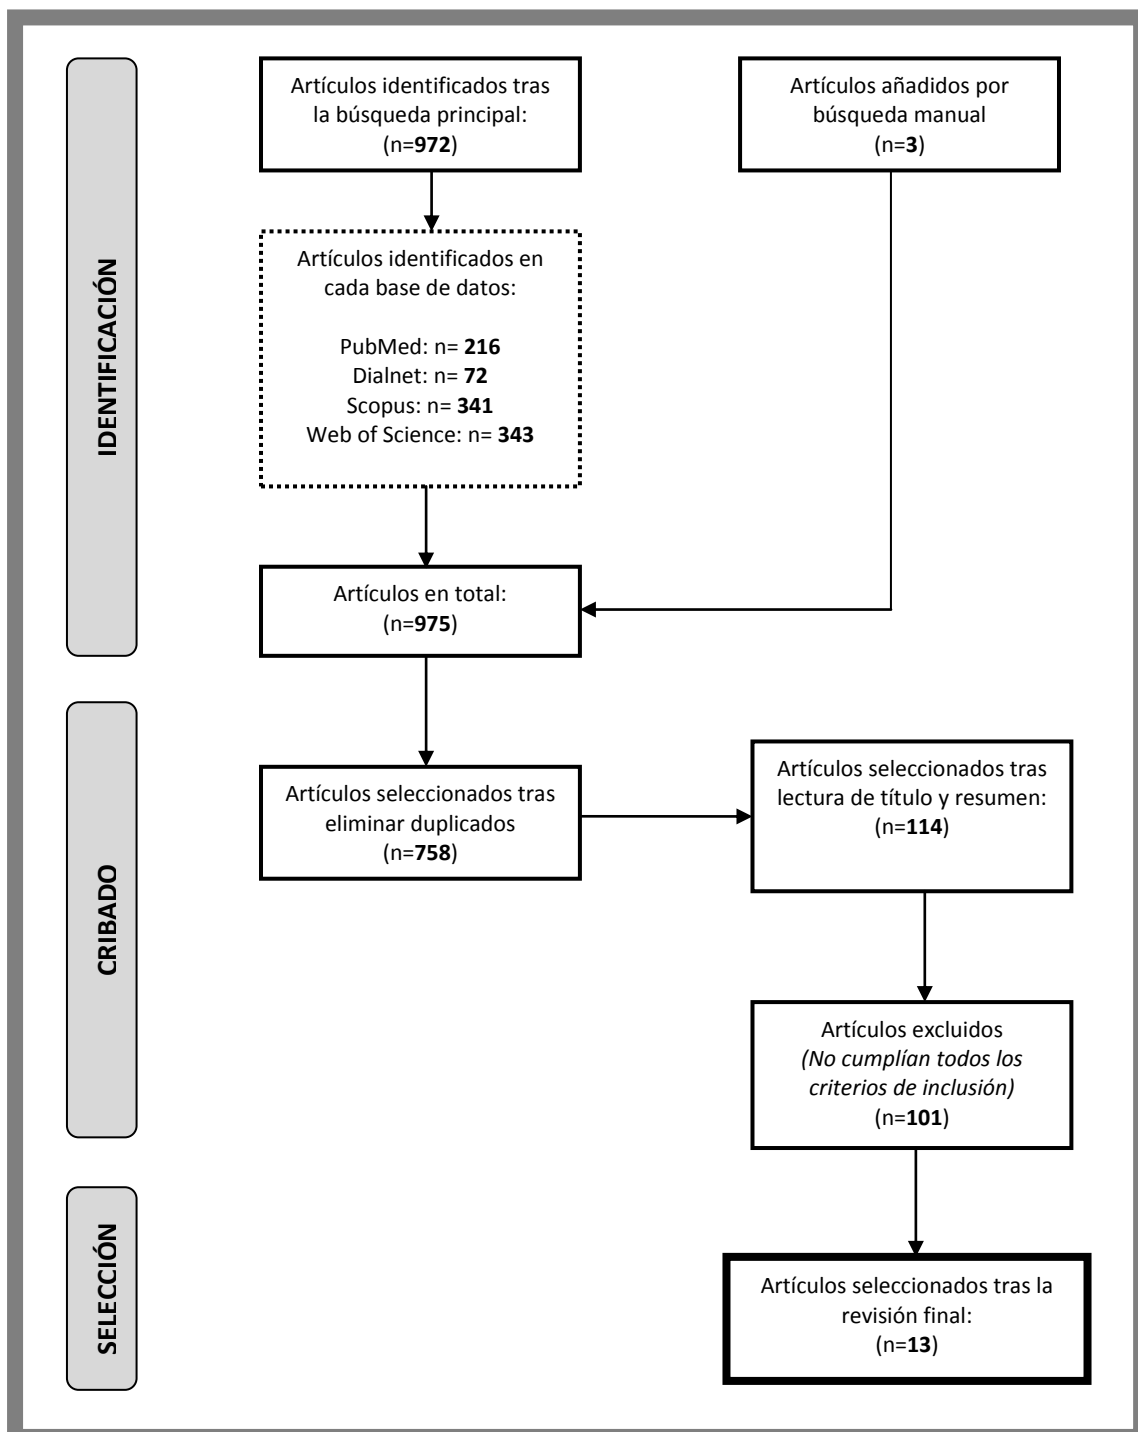 IDENTIFICACIÓN
Artículos identificados tras
la búsqueda principal:
(n=972)
Artículos añadidos por
búsqueda manual
(n=3)
Artículos identificados en
cada base de datos:
PubMed: n= 216
Dialnet: n= 72
Scopus: n= 341
Web of Science: n= 343
Artículos en total:
(n=975)
CRIBADO
Artículos seleccionados tras
eliminar duplicados
(n=758)
Artículos seleccionados tras
lectura de título y resumen:
(n=114)
Artículos excluidos
(No cumplían todos los
criterios de inclusión)
(n=101)
SELECCIÓN
Artículos seleccionados tras la
revisión final:
(n=13)